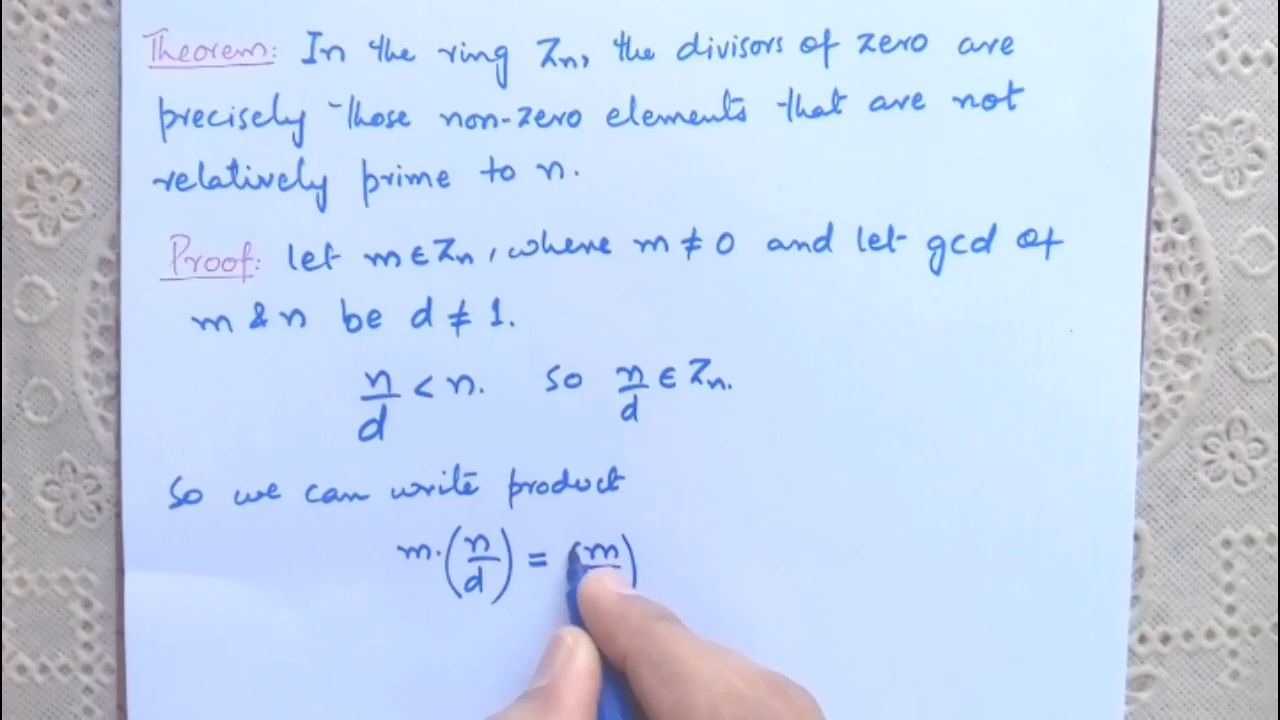 Theorem: In the ring Zn, the divisors of zero are
precisely those non-zero elements that are not
relatively prime to n.
Proof: let m ∈ Zn, where m ≠ 0 and let gcd of
m & n be d ≠ 1.
n/d < n. So n/d ∈ Zn.
So we can write product
m·(n/d) = (m